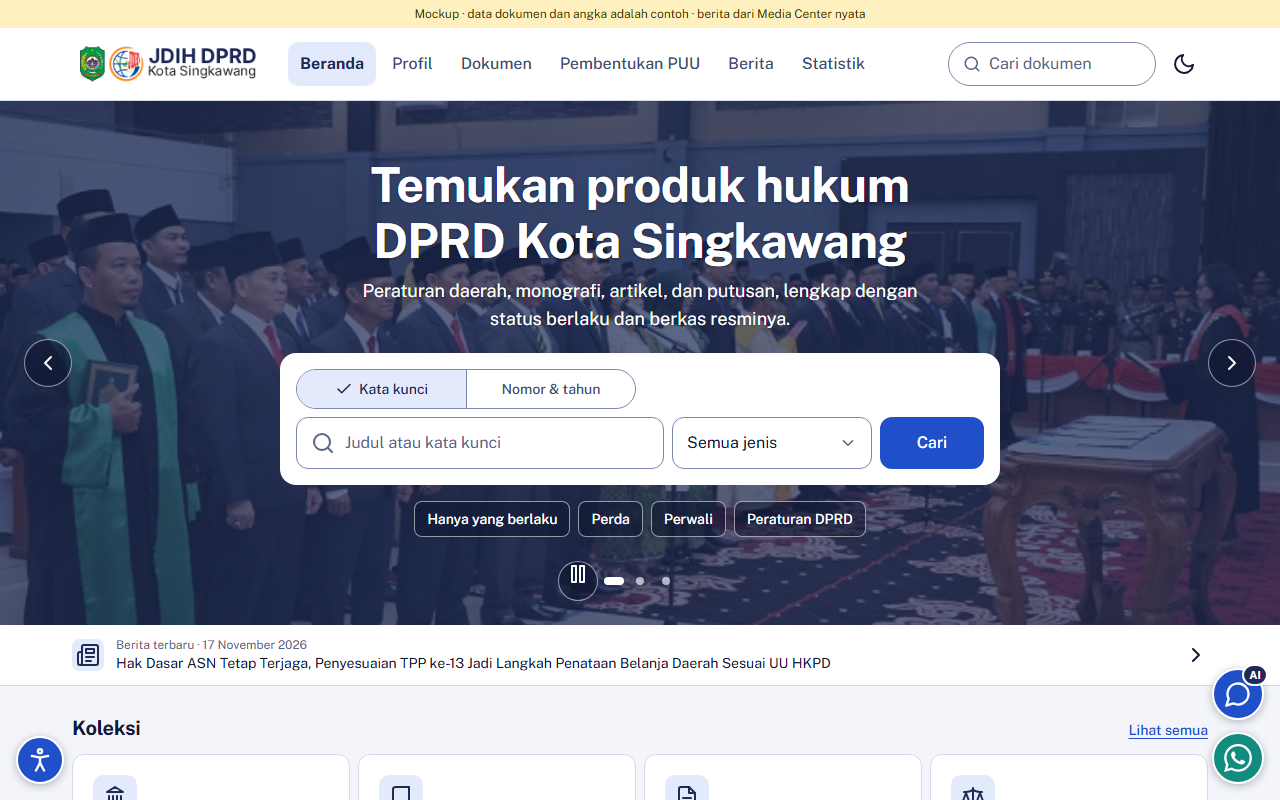 Mockup · data dokumen dan angka adalah contoh · berita dari Media Center nyata
JDIH DPRD
Kota Singkawang
Beranda
Profil
Dokumen
Pembentukan PUU
Berita
Statistik
Cari dokumen
Temukan produk hukum
DPRD Kota Singkawang
Peraturan daerah, monografi, artikel, dan putusan, lengkap dengan
status berlaku dan berkas resminya.
Kata kunci
Nomor & tahun
Judul atau kata kunci
Semua jenis
Cari
Hanya yang berlaku
Perda
Perwali
Peraturan DPRD
Berita terbaru · 17 November 2026
Hak Dasar ASN Tetap Terjaga, Penyesuaian TPP ke-13 Jadi Langkah Penataan Belanja Daerah Sesuai UU HKPD
AI
Koleksi
Lihat semua